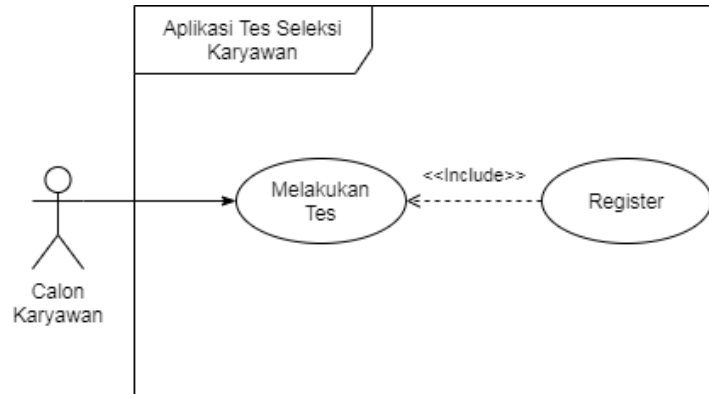 Aplikasi Tes Seleksi
Karyawan
Melakukan
Tes
<<Include>>
Register
Calon
Karyawan